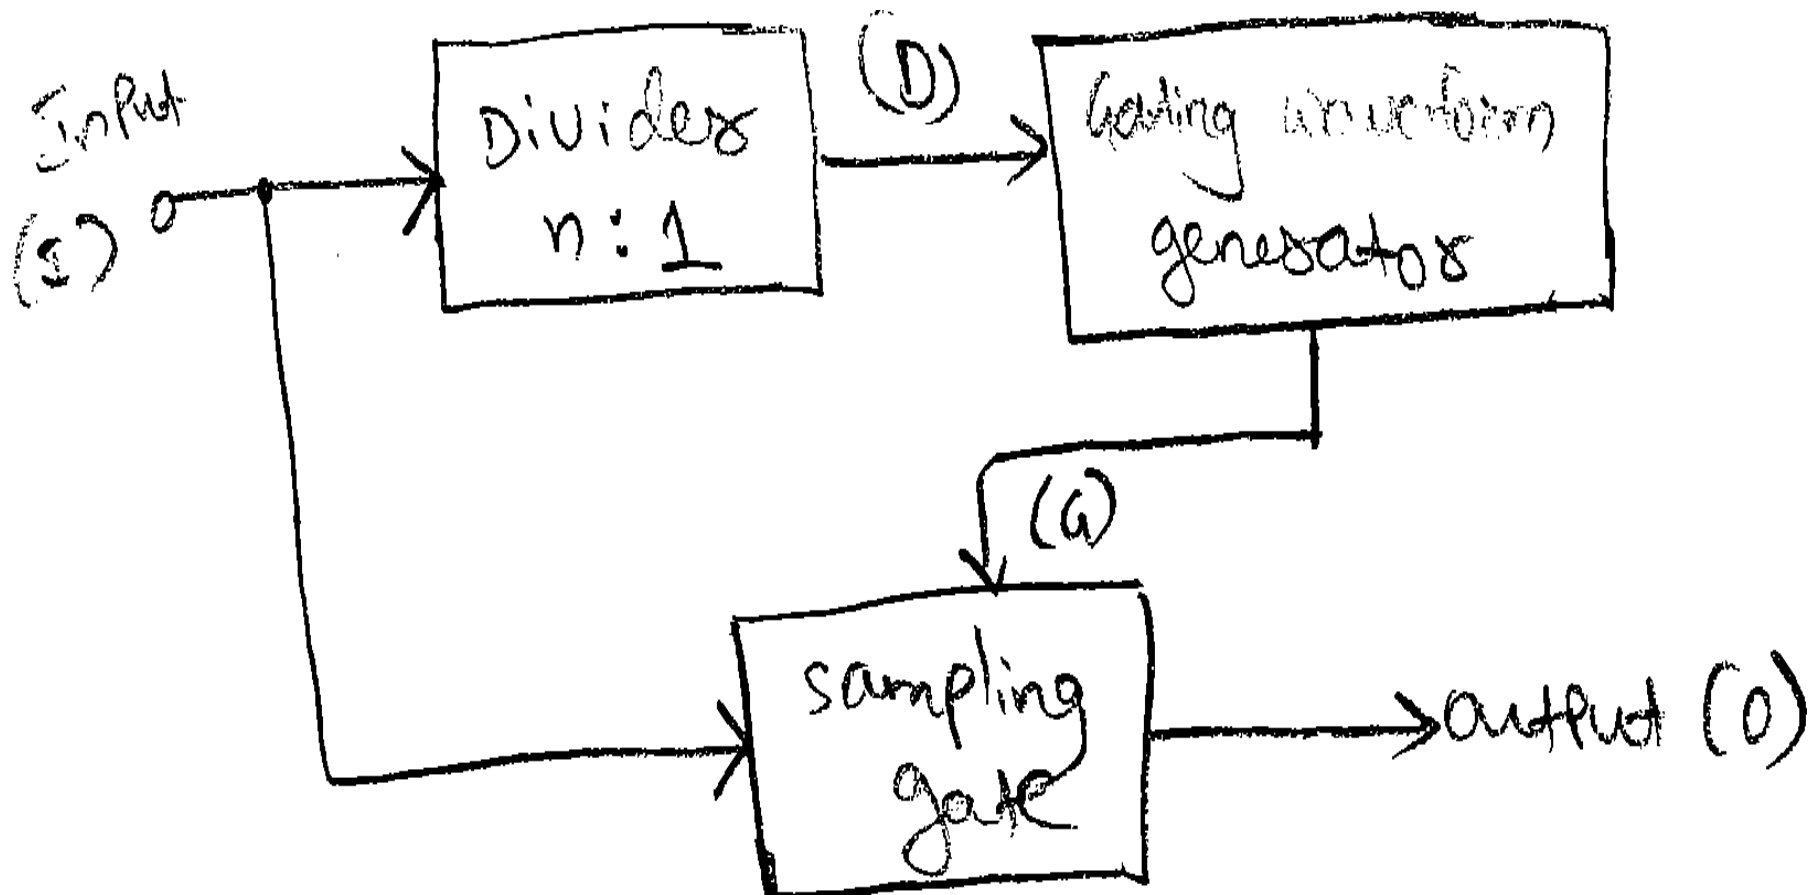 Input
(I)
Divider
n: 1
(D)
Gating waveform
generator
(G)
sampling
gate
output (O)